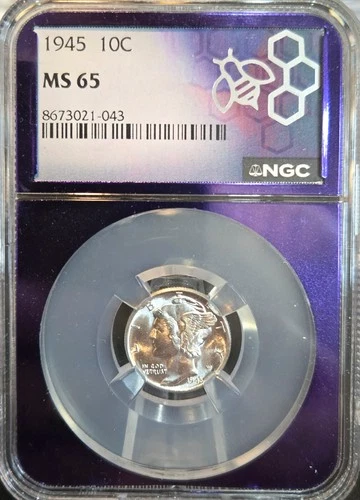 1945 10C
MS 65
8673021-043
NGC
IN GOD
WE TRUST